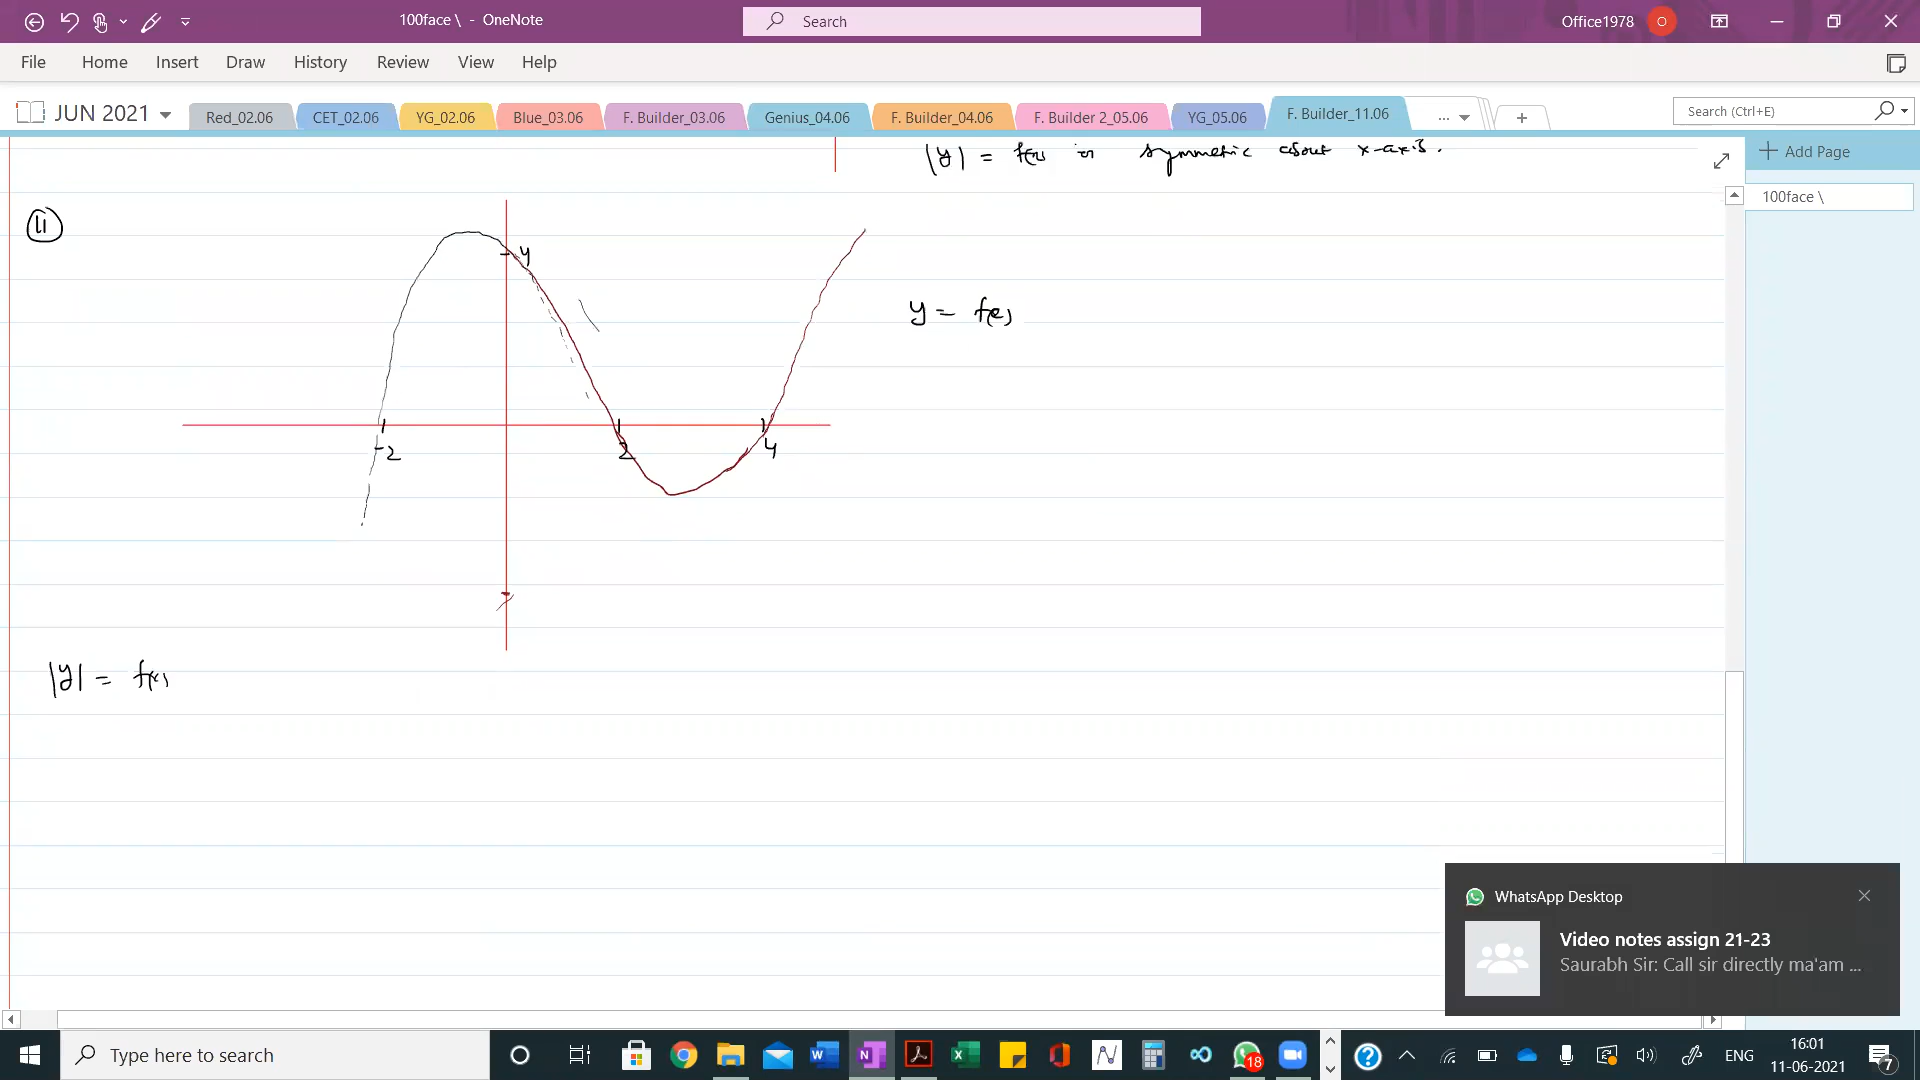 100face \ - OneNote
Search
Office1978
O
File Home Insert Draw History Review View Help
JUN 2021
Red_02.06
CET_02.06
YG_02.06
Blue_03.06
F. Builder_03.06
Genius_04.06
F. Builder_04.06
F. Builder 2_05.06
YG_05.06
F. Builder_11.06
...
Search (Ctrl+E)
Add Page
100face \
|y| = f(x) is symmetric about x-axis.
(ii)
4
y = f(x)
-2
2
4
|y| = f(x)
WhatsApp Desktop
Video notes assign 21-23
Saurabh Sir: Call sir directly ma'am ...
Type here to search
18
ENG
16:01
11-06-2021
7